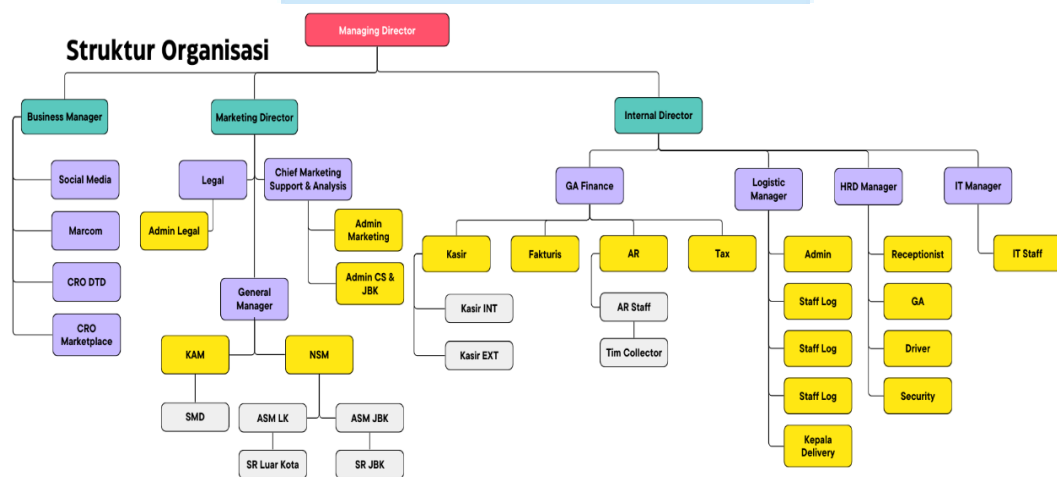 Struktur Organisasi
Managing Director
Business Manager
Marketing Director
Internal Director
Social Media
Marcom
CRO DTD
CRO
Marketplace
Legal
Admin Legal
Chief Marketing
Support & Analysis
Admin
Marketing
Admin CS &
JBK
General
Manager
KAM
NSM
SMD
ASM LK
ASM JBK
SR Luar Kota
SR JBK
GA Finance
Kasir
Fakturis
AR
Tax
Kasir INT
Kasir EXT
AR Staff
Tim Collector
Logistic
Manager
Admin
Staff Log
Staff Log
Staff Log
Kepala
Delivery
HRD Manager
Receptionist
GA
Driver
Security
IT Manager
IT Staff